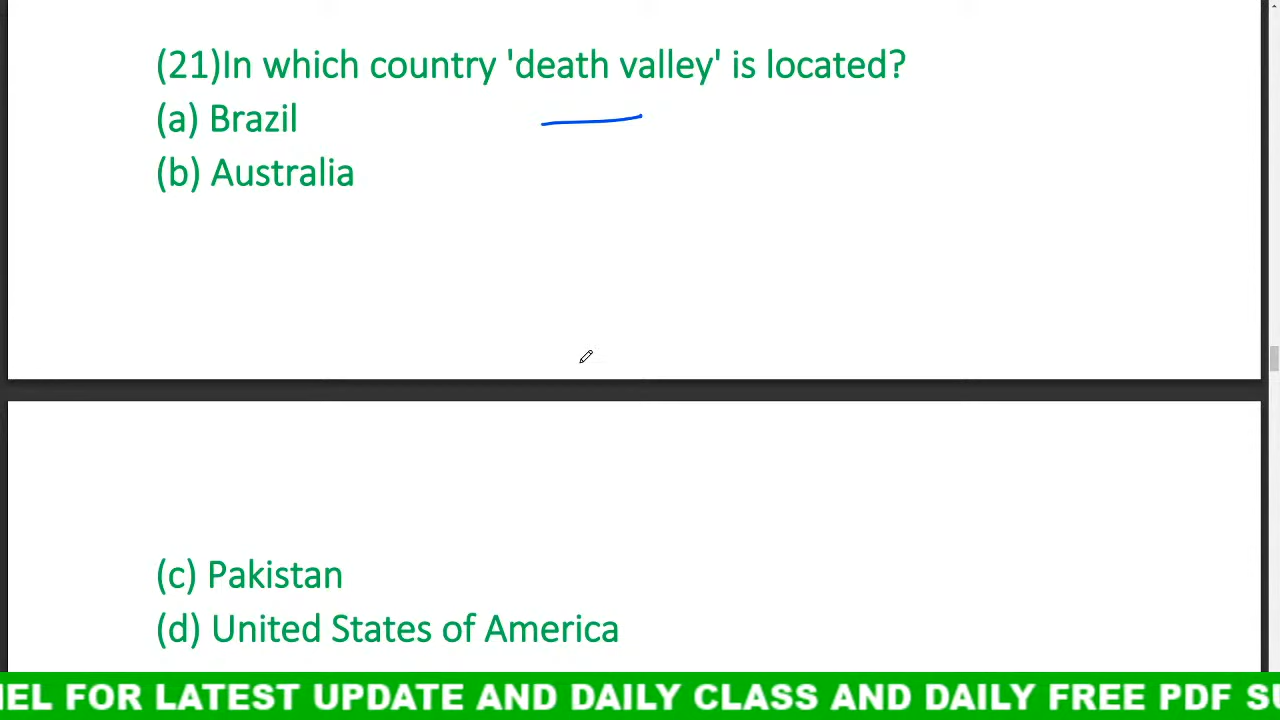 (21)In which country 'death valley' is located?
(a) Brazil
(b) Australia
(c) Pakistan
(d) United States of America
FOR LATEST UPDATE AND DAILY CLASS AND DAILY FREE PDF